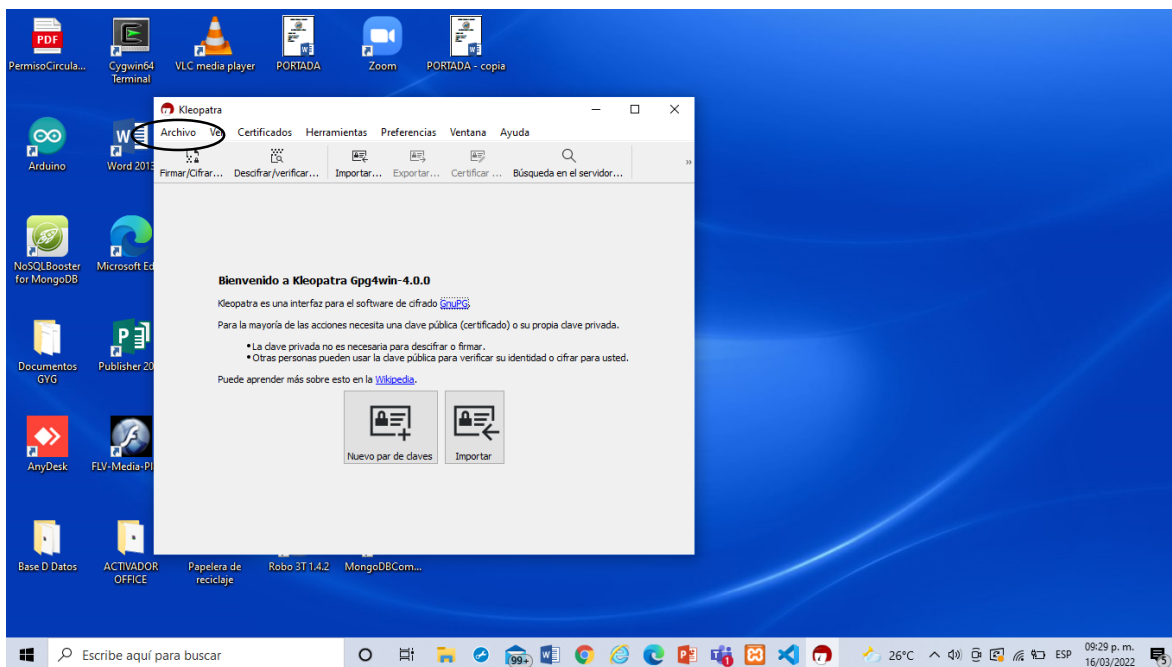 PDF
PermisoCircula...
Cygwin64
Terminal
VLC media player
PORTADA
Zoom
PORTADA - copia
Arduino
Word 2013
NoSQLBooster
for MongoDB
Microsoft Ed
Documentos
GYG
Publisher 20
AnyDesk
FLV-Media-Pl
Base D Datos
ACTIVADOR
OFFICE
Papelera de
reciclaje
Robo 3T 1.4.2
MongoDBCom...
Kleopatra
Archivo Ver Certificados Herramientas Preferencias Ventana Ayuda
Firmar/Cifrar... Descifrar/verificar... Importar... Exportar... Certificar ... Búsqueda en el servidor... »
Bienvenido a Kleopatra Gpg4win-4.0.0
Kleopatra es una interfaz para el software de cifrado GnuPG.
Para la mayoría de las acciones necesita una clave pública (certificado) o su propia clave privada.
•La clave privada no es necesaria para descifrar o firmar.
•Otras personas pueden usar la clave pública para verificar su identidad o cifrar para usted.
Puede aprender más sobre esto en la Wikipedia.
Nuevo par de claves Importar
Escribe aquí para buscar
99+
26°C
ESP
09:29 p. m.
16/03/2022